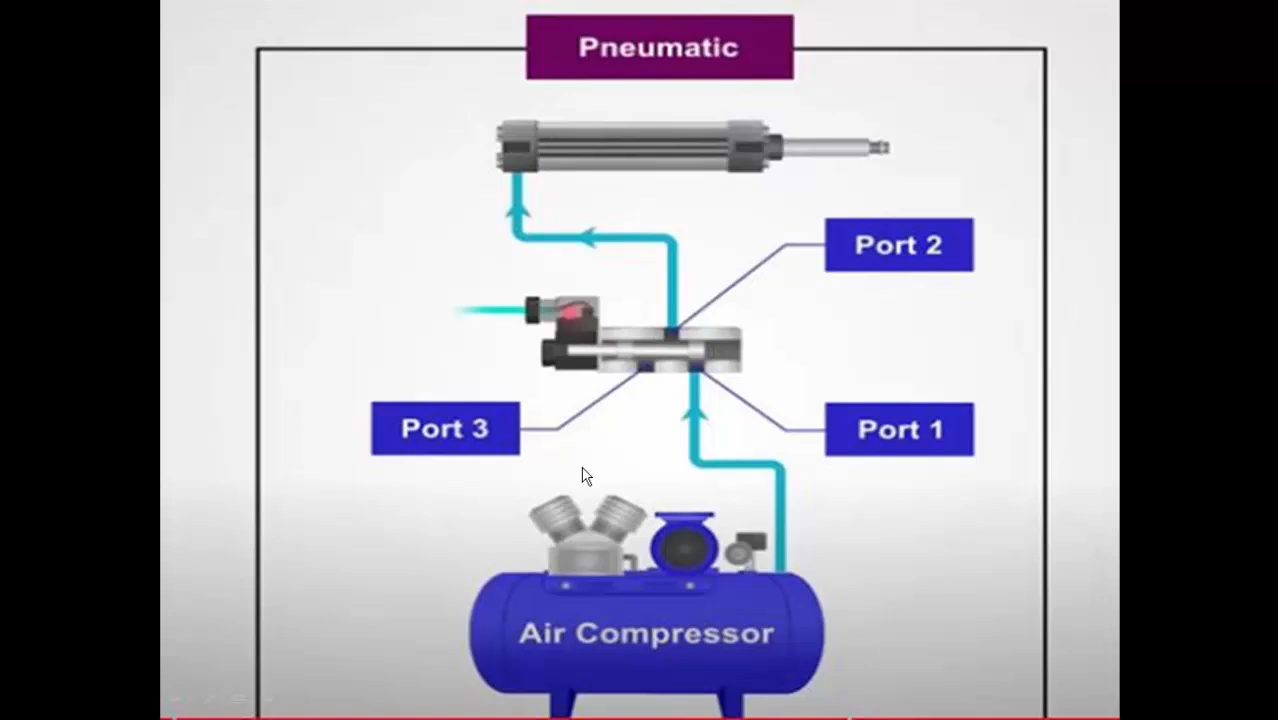 Pneumatic
Port 2
Port 3
Port 1
Air Compressor